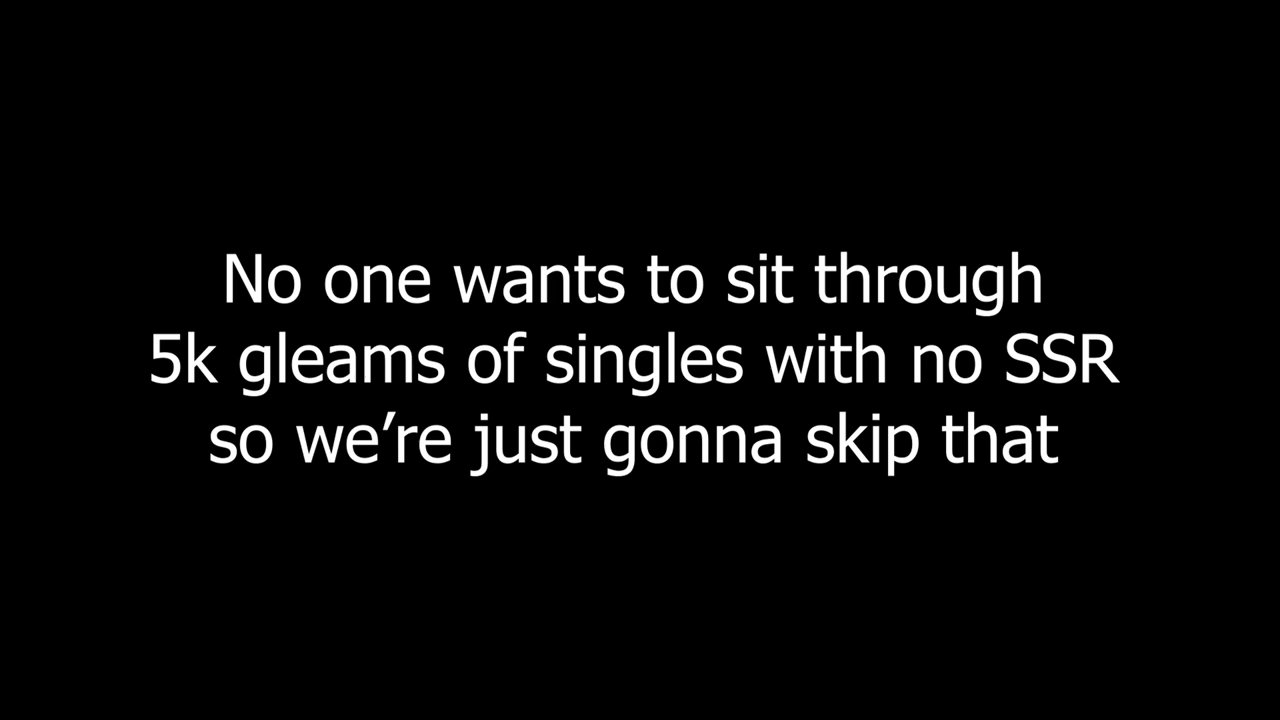 No one wants to sit through
5k gleams of singles with no SSR
so we’re just gonna skip that